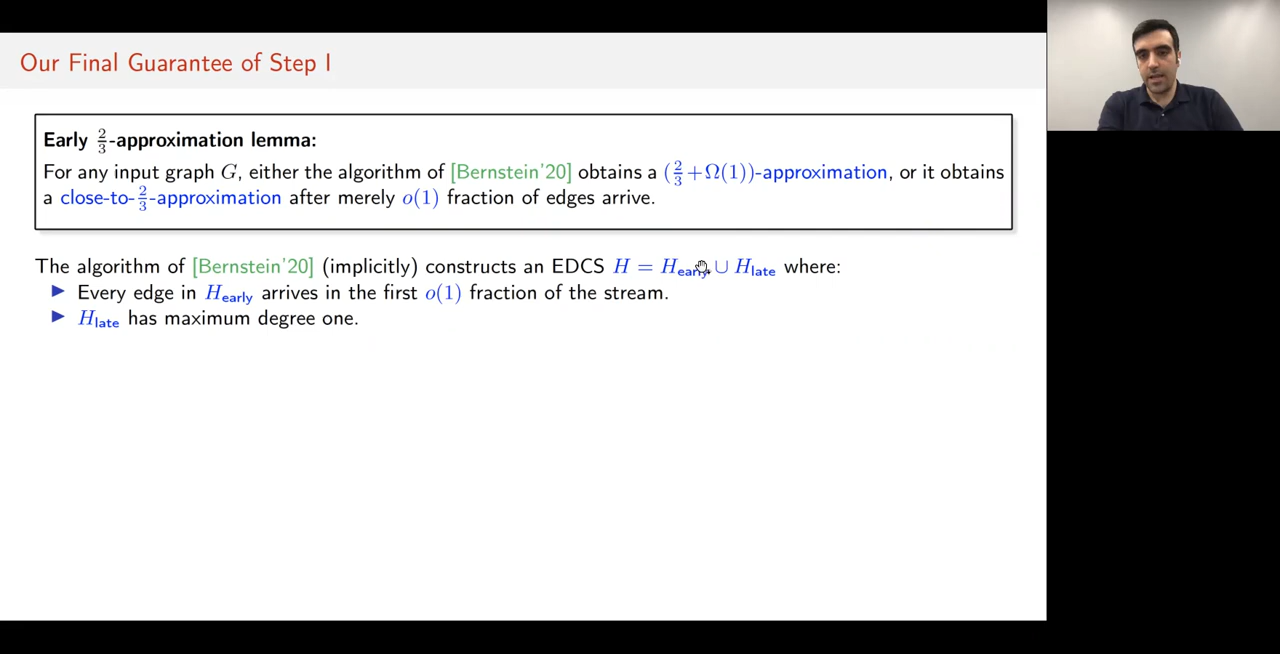 Our Final Guarantee of Step I
Early 2/3-approximation lemma:
For any input graph G, either the algorithm of [Bernstein'20] obtains a (2/3+Ω(1))-approximation, or it obtains
a close-to-2/3-approximation after merely o(1) fraction of edges arrive.
The algorithm of [Bernstein'20] (implicitly) constructs an EDCS H = H_early ∪ H_late where:
▶ Every edge in H_early arrives in the first o(1) fraction of the stream.
▶ H_late has maximum degree one.